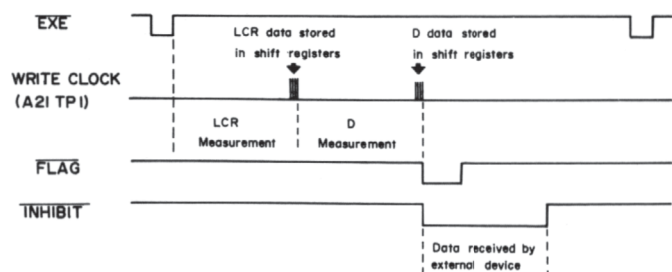 EXE
LCR data stored
in shift registers
D data stored
in shift registers
WRITE CLOCK
(A21 TP1)
LCR
Measurement
D
Measurement
FLAG
INHIBIT
Data received by
external device